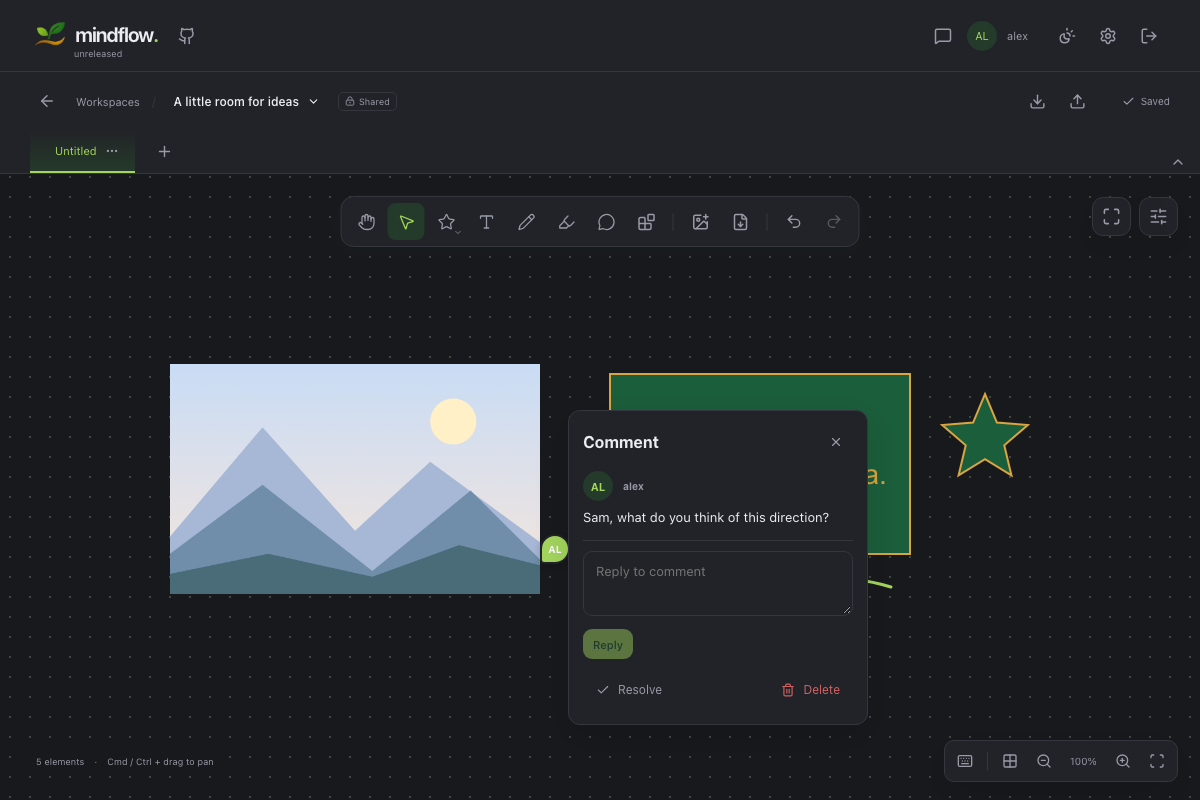 mindflow.
unreleased
AL
alex
Workspaces / A little room for ideas
Shared
Saved
Untitled
a.
Comment
AL
alex
Sam, what do you think of this direction?
AL
Reply to comment
Reply
Resolve
Delete
5 elements · Cmd / Ctrl + drag to pan
100%